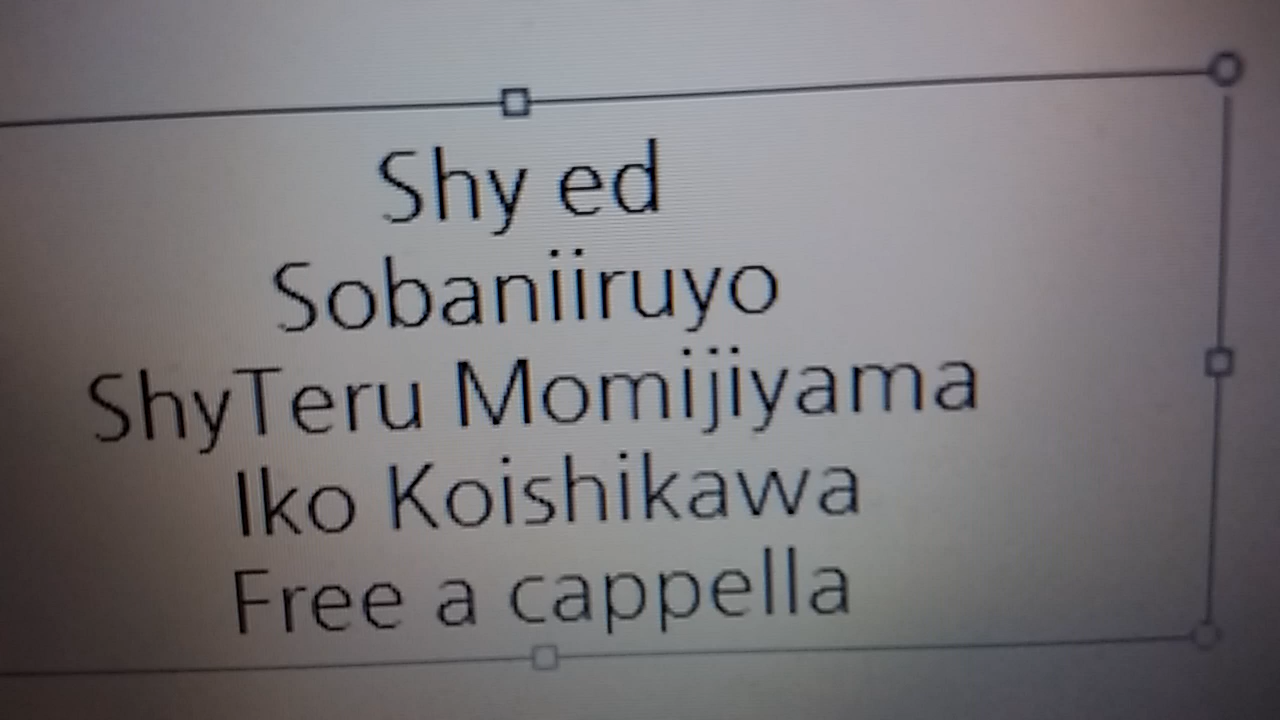 Shy ed
Sobaniiruyo
ShyTeru Momijiyama
Iko Koishikawa
Free a cappella